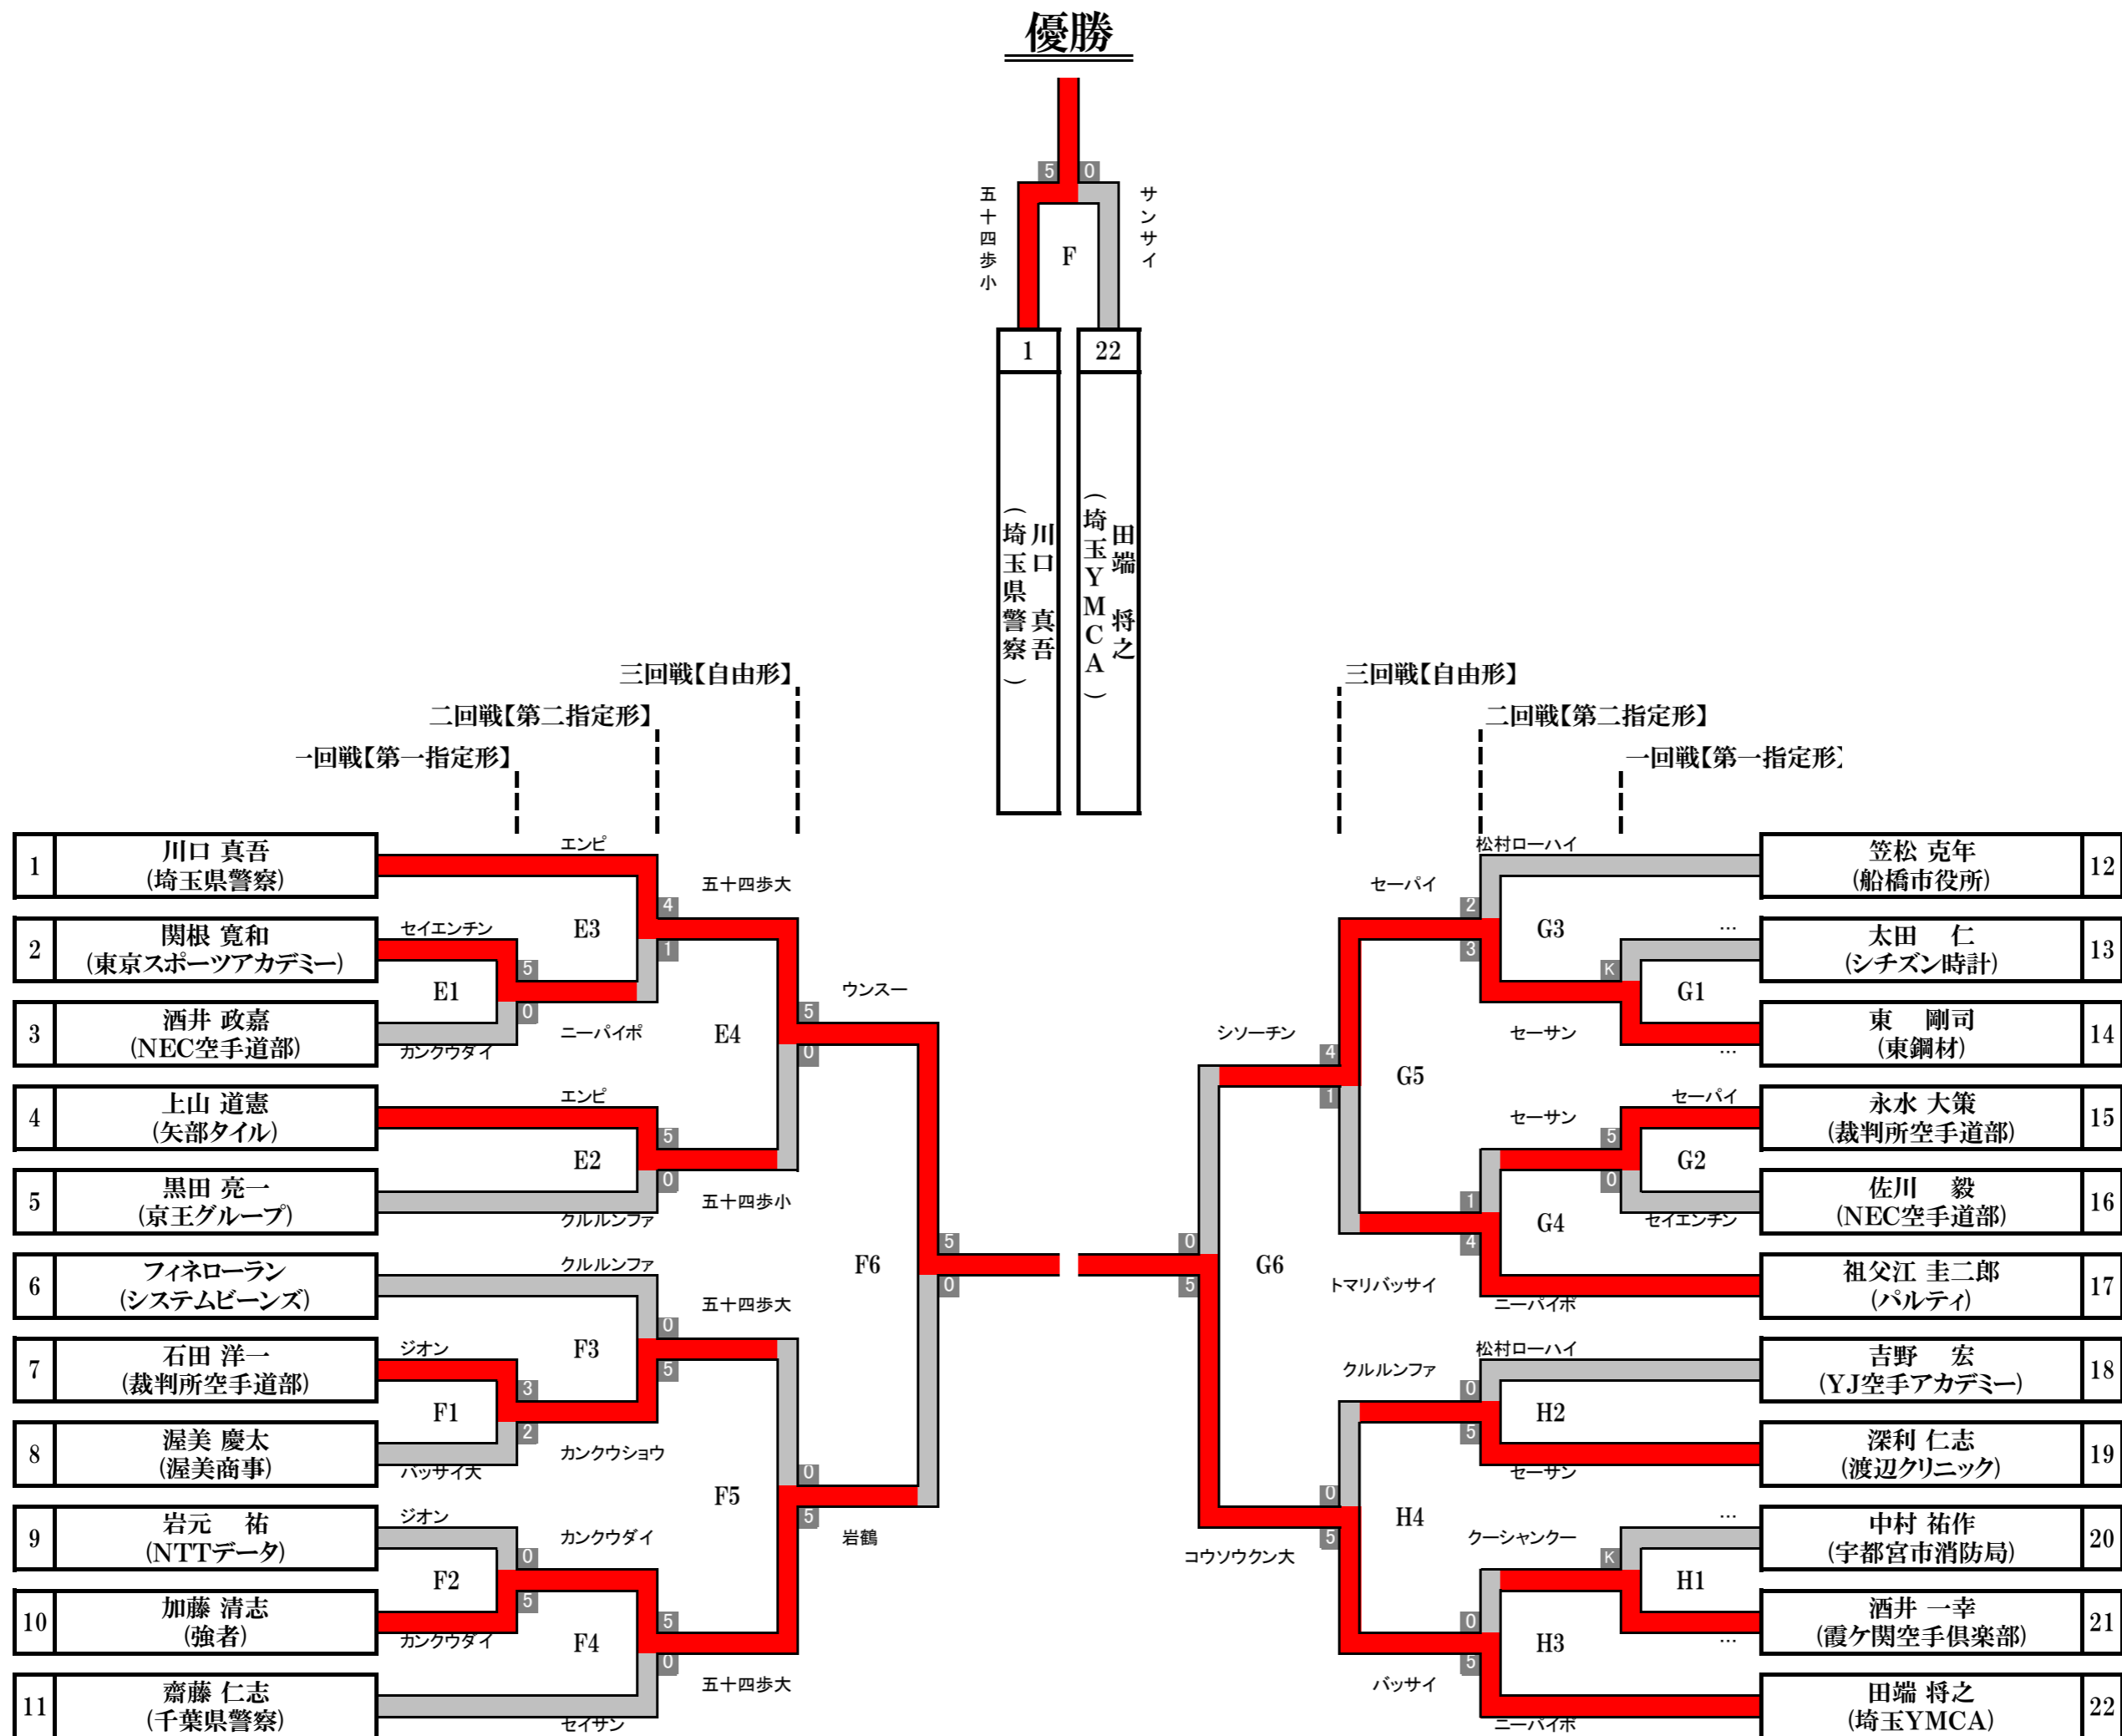 優勝
5 0
五十四歩小
サンサイ
F
1 22
川口 真吾
(埼玉県警察)
田端 将之
(埼玉YMCA)
三回戦【自由形】
二回戦【第二指定形】
一回戦【第一指定形】
三回戦【自由形】
二回戦【第二指定形】
一回戦【第一指定形】
1 川口 真吾
(埼玉県警察)
2 関根 寛和
(東京スポーツアカデミー)
3 酒井 政嘉
(NEC空手道部)
4 上山 道憲
(矢部タイル)
5 黒田 亮一
(京王グループ)
6 フィネローラン
(システムビーンズ)
7 石田 洋一
(裁判所空手道部)
8 渥美 慶太
(渥美商事)
9 岩元 祐
(NTTデータ)
10 加藤 清志
(強者)
11 齋藤 仁志
(千葉県警察)
セイエンチン
5
E1
0
カンクウダイ
エンピ
4
E3
1
ニーパイポ
エンピ
5
E2
0
クルルンファ
五十四歩大
5
E4
0
五十四歩小
ジオン
3
F1
2
バッサイ大
ジオン
0
F2
5
カンクウダイ
クルルンファ
0
F3
5
カンクウショウ
カンクウダイ
5
F4
0
セイサン
五十四歩大
0
F5
5
五十四歩大
ウンスー
5
F6
0
岩鶴
シソーチン
0
G6
5
コウソウクン大
セーパイ
4
G5
1
トマリバッサイ
クルルンファ
0
H4
5
バッサイ
松村ローハイ
2
G3
3
セーサン
セーサン
1
G4
4
ニーパイポ
松村ローハイ
0
H2
5
セーサン
クーシャンクー
0
H3
5
ニーパイポ
…
K
G1
…
セーパイ
5
G2
0
セイエンチン
…
K
H1
…
笠松 克年 12
(船橋市役所)
太田 仁 13
(シチズン時計)
東 剛司 14
(東鋼材)
永水 大策 15
(裁判所空手道部)
佐川 毅 16
(NEC空手道部)
祖父江 圭二郎 17
(パルティ)
吉野 宏 18
(YJ空手アカデミー)
深利 仁志 19
(渡辺クリニック)
中村 祐作 20
(宇都宮市消防局)
酒井 一幸 21
(霞ケ関空手倶楽部)
田端 将之 22
(埼玉YMCA)